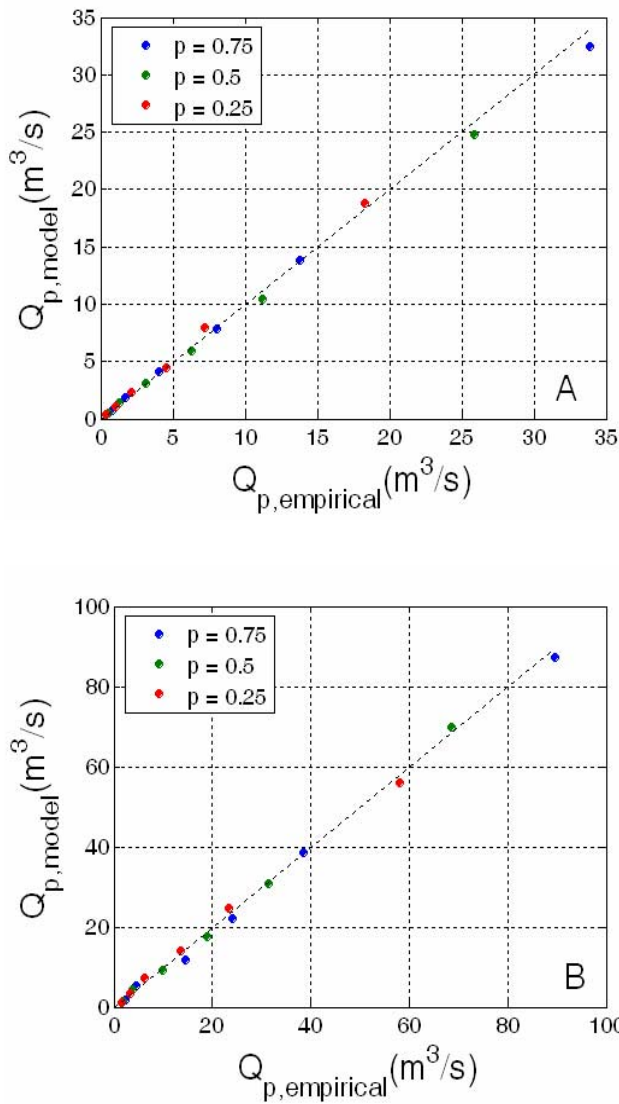 35
30
25
20
15
10
5
0
p = 0.75
p = 0.5
p = 0.25
Q_p,model(m^3/s)
A
0 5 10 15 20 25 30 35
Q_p,empirical(m^3/s)
100
80
60
40
20
0
p = 0.75
p = 0.5
p = 0.25
Q_p,model(m^3/s)
B
0 20 40 60 80 100
Q_p,empirical(m^3/s)